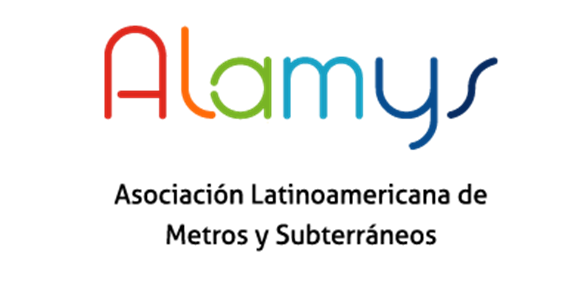 Alamys
Asociación Latinoamericana de
Metros y Subterráneos